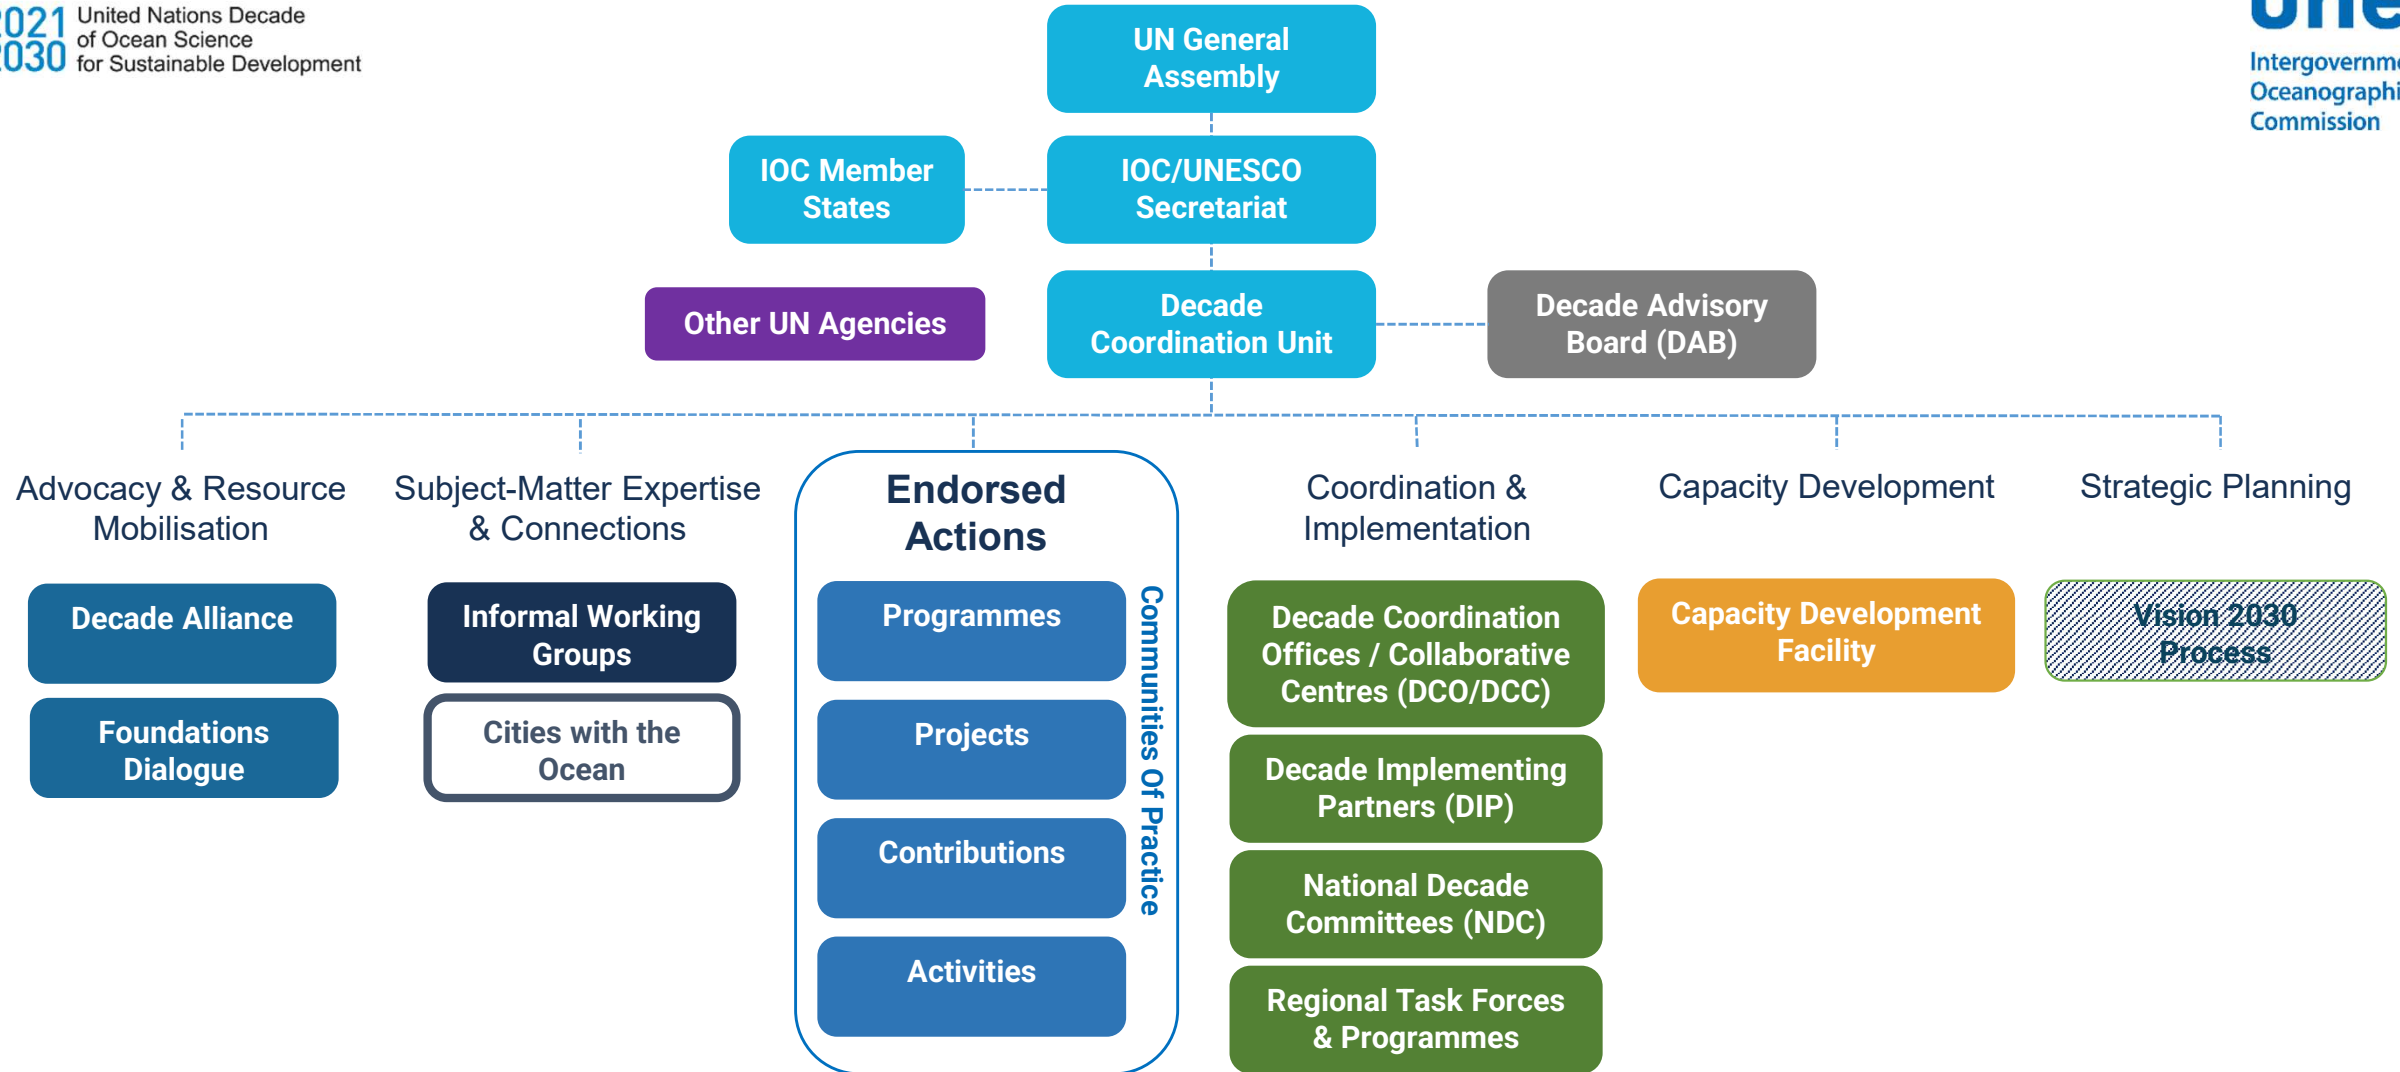 2021 United Nations Decade
of Ocean Science
2030 for Sustainable Development
Intergovernme
Oceanographi
Commission
UN General
Assembly
IOC Member
States
IOC/UNESCO
Secretariat
Other UN Agencies
Decade
Coordination Unit
Decade Advisory
Board (DAB)
Advocacy & Resource
Mobilisation
Decade Alliance
Foundations
Dialogue
Subject-Matter Expertise
& Connections
Informal Working
Groups
Cities with the
Ocean
Endorsed
Actions
Programmes
Projects
Contributions
Activities
Communities Of Practice
Coordination &
Implementation
Decade Coordination
Offices / Collaborative
Centres (DCO/DCC)
Decade Implementing
Partners (DIP)
National Decade
Committees (NDC)
Regional Task Forces
& Programmes
Capacity Development
Capacity Development
Facility
Strategic Planning
Vision 2030
Process